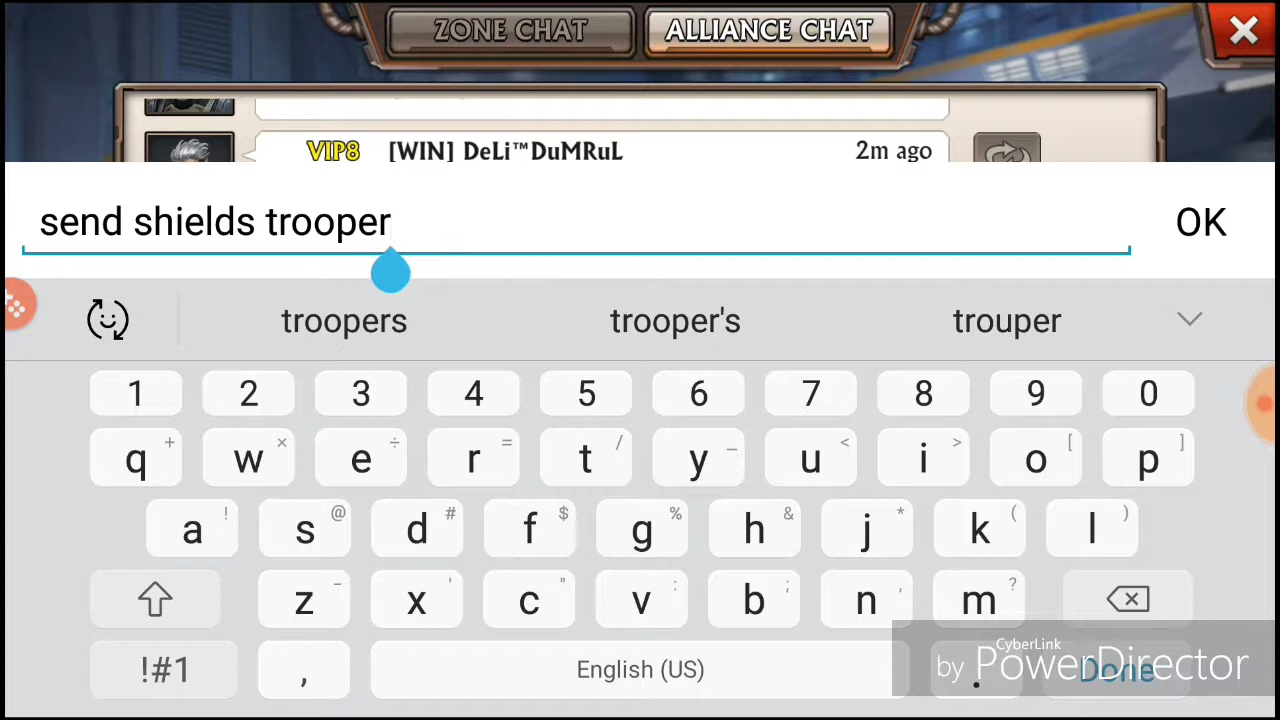 ZONE CHAT
ALLIANCE CHAT
VIP8 [WIN] DeLi™DuMRuL 2m ago
send shields trooper
OK
troopers trooper's trouper
1 2 3 4 5 6 7 8 9 0
q + w × e ÷ r = t / y _ u < i > o [ p ]
a ! s @ d # f $ g % h & j * k ( l )
z - x ' c " v : b ; n , m ?
!#1 , English (US) . Done
CyberLink
by PowerDirector